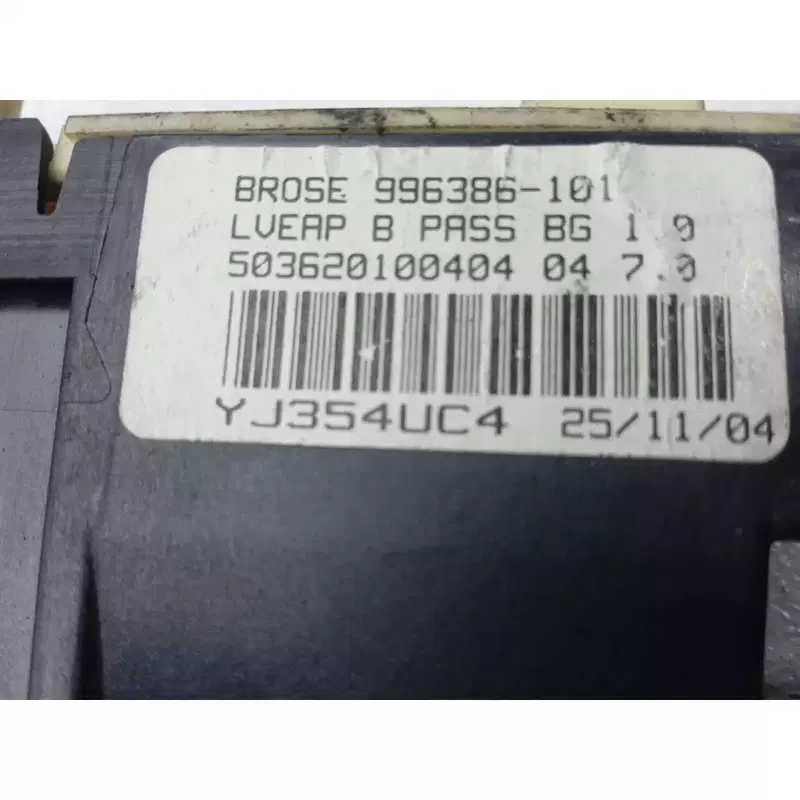 BROSE 996386-101
LVEAP B PASS BG 1 0
503620100404 04 7.0
YJ354UC4 25/11/04